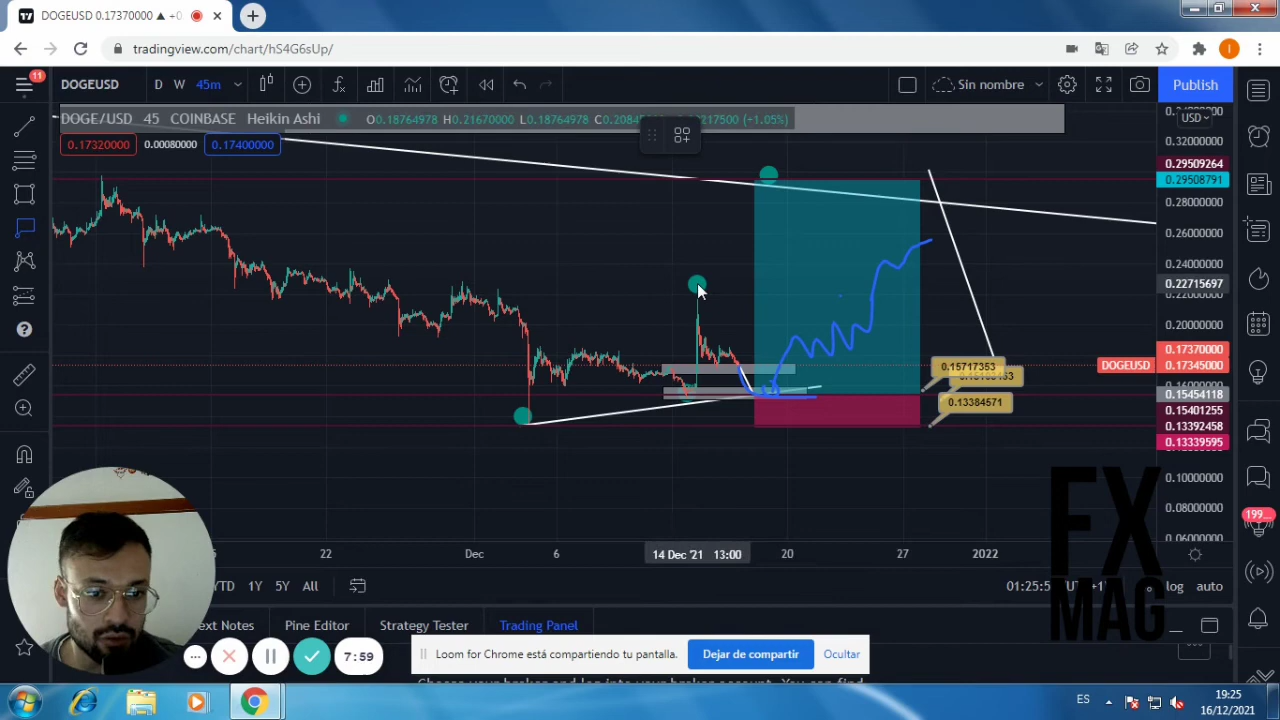 DOGEUSD 0.17370000 ▲ +0
tradingview.com/chart/hS4G6sUp/
11
DOGEUSD D W 45m Sin nombre Publish
DOGE/USD 45 COINBASE Heikin Ashi O0.18764978 H0.21670000 L0.18764978
(+1.05%)
USD
0.17320000 0.00080000 0.17400000
0.32000000
0.29509264
0.29508791
0.28000000
0.26000000
0.24000000
0.22715697
0.20000000
0.17370000
DOGEUSD 0.17345000
0.15717353
0.15454118
0.13384571
0.15401255
0.13392458
0.13339595
0.10000000
0.08000000
0.06000000
22 Dec 6 14 Dec '21 13:00 20 27 2022
YTD 1Y 5Y All
log auto
Pine Editor Strategy Tester Trading Panel
FX
MAG
7:59
Loom for Chrome está compartiendo tu pantalla. Dejar de compartir Ocultar
ES
19:25
16/12/2021